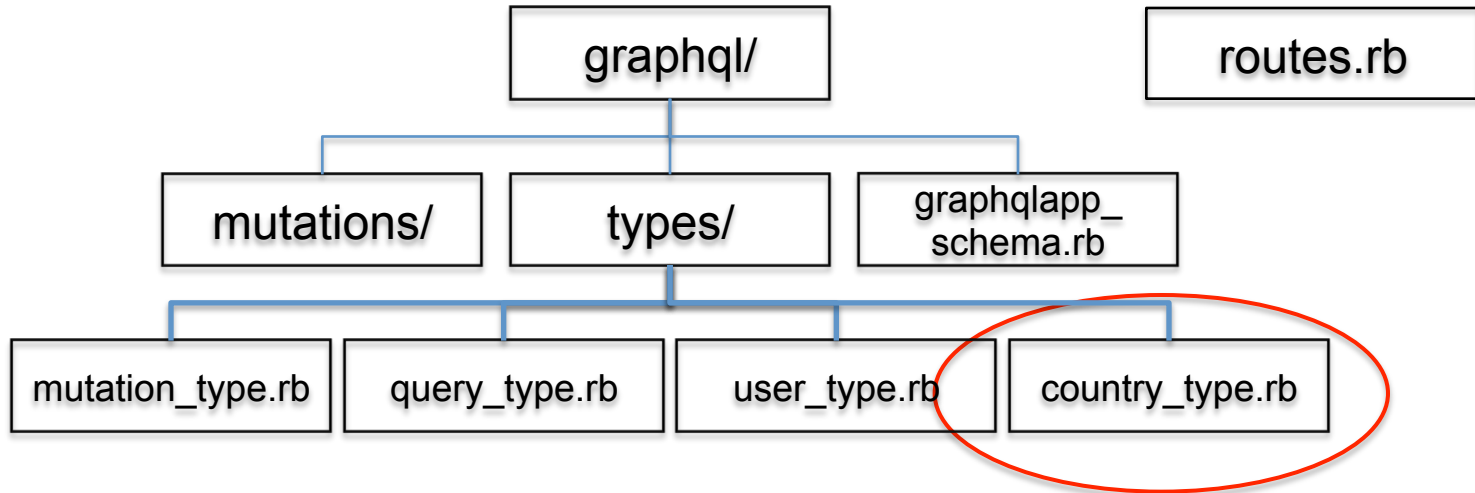 graphql/
routes.rb
mutations/
types/
graphqlapp_
schema.rb
mutation_type.rb
query_type.rb
user_type.rb
country_type.rb